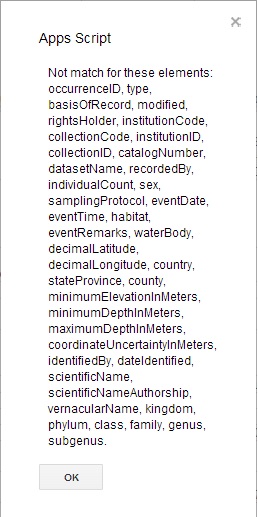 Apps Script
Not match for these elements:
occurrenceID, type,
basisOfRecord, modified,
rightsHolder, institutionCode,
collectionCode, institutionID,
collectionID, catalogNumber,
datasetName, recordedBy,
individualCount, sex,
samplingProtocol, eventDate,
eventTime, habitat,
eventRemarks, waterBody,
decimalLatitude,
decimalLongitude, country,
stateProvince, county,
minimumElevationInMeters,
minimumDepthInMeters,
maximumDepthInMeters,
coordinateUncertaintyInMeters,
identifiedBy, dateIdentified,
scientificName,
scientificNameAuthorship,
vernacularName, kingdom,
phylum, class, family, genus,
subgenus.
OK